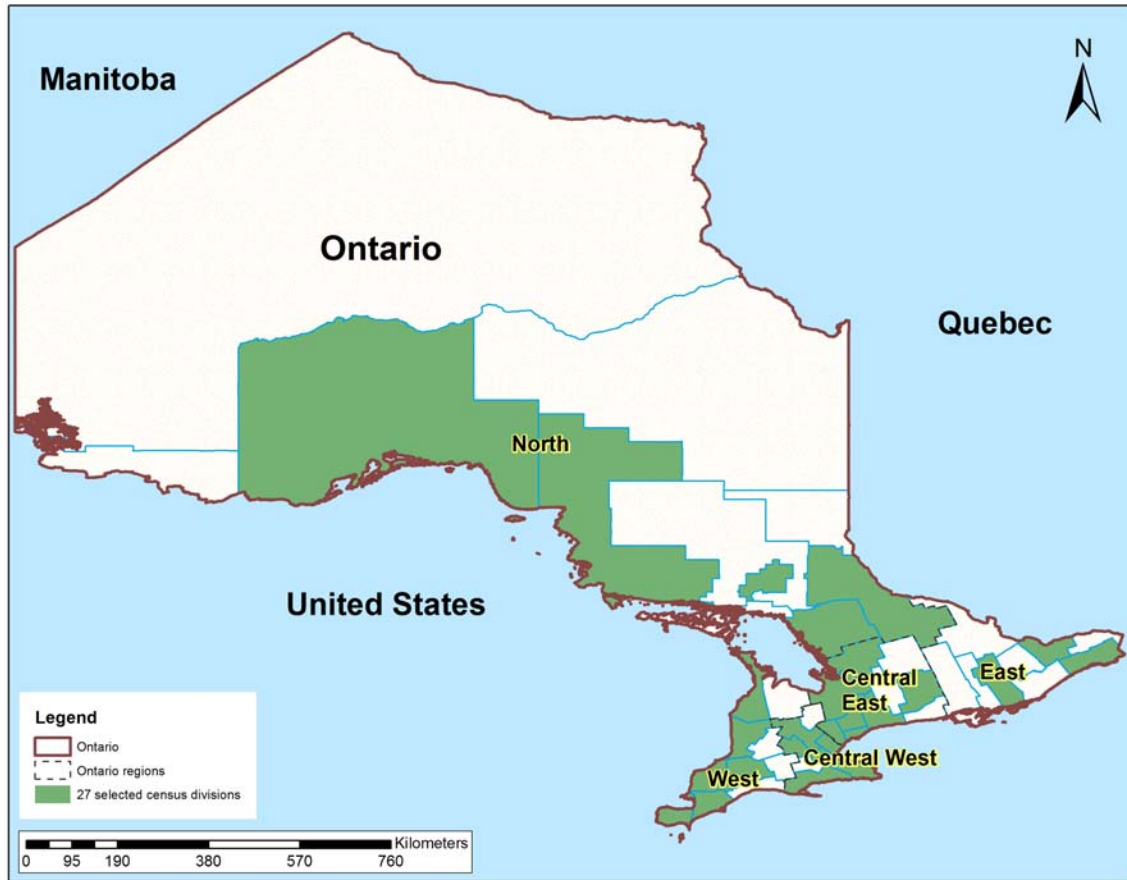 Manitoba
N
Ontario
Quebec
North
United States
Central
East
East
Central West
West
Legend
Ontario
Ontario regions
27 selected census divisions
Kilometers
0 95 190 380 570 760